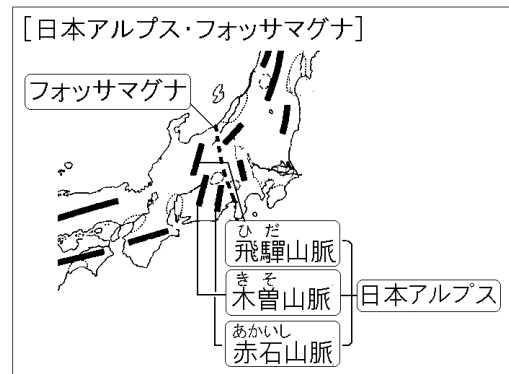 [日本アルプス・フォッサマグナ]
フォッサマグナ
ひだ
飛驒山脈
きそ
木曽山脈
日本アルプス
あかいし
赤石山脈